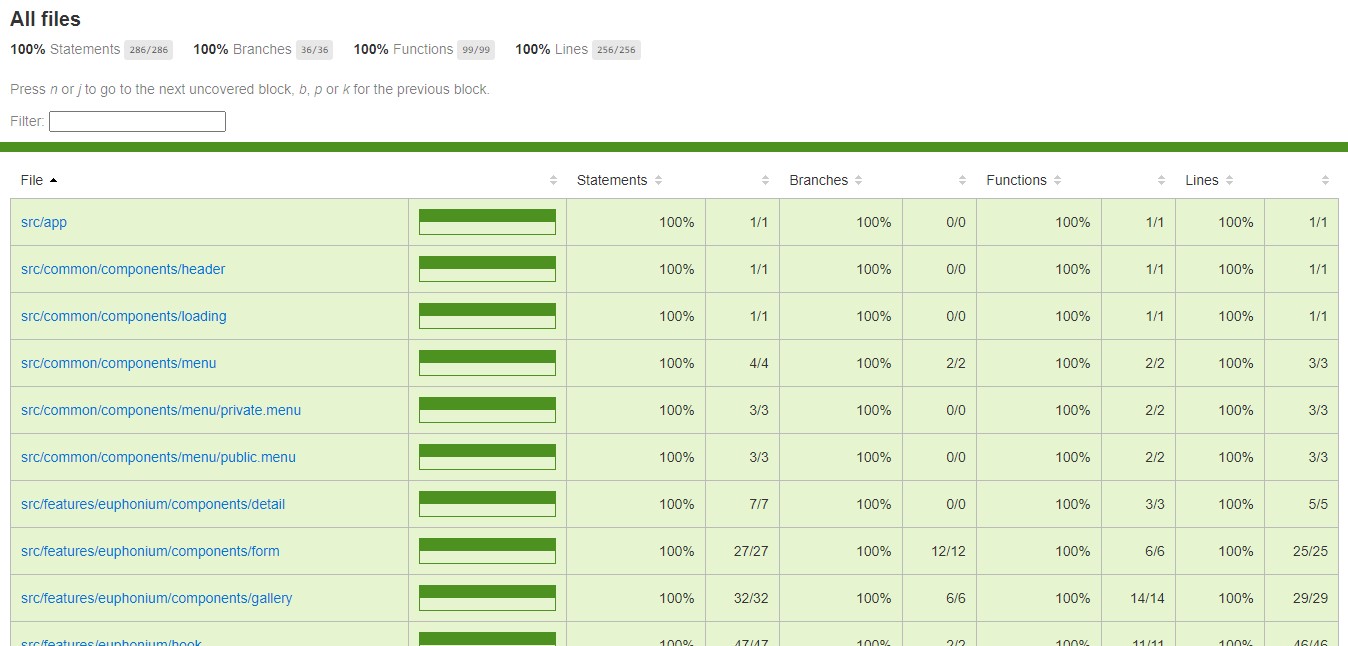 All files
100% Statements 286/286 100% Branches 36/36 100% Functions 99/99 100% Lines 256/256
Press n or j to go to the next uncovered block, b, p or k for the previous block.
Filter:
File Statements Branches Functions Lines
src/app 100% 1/1 100% 0/0 100% 1/1 100% 1/1
src/common/components/header 100% 1/1 100% 0/0 100% 1/1 100% 1/1
src/common/components/loading 100% 1/1 100% 0/0 100% 1/1 100% 1/1
src/common/components/menu 100% 4/4 100% 2/2 100% 2/2 100% 3/3
src/common/components/menu/private.menu 100% 3/3 100% 0/0 100% 2/2 100% 3/3
src/common/components/menu/public.menu 100% 3/3 100% 0/0 100% 2/2 100% 3/3
src/features/euphonium/components/detail 100% 7/7 100% 0/0 100% 3/3 100% 5/5
src/features/euphonium/components/form 100% 27/27 100% 12/12 100% 6/6 100% 25/25
src/features/euphonium/components/gallery 100% 32/32 100% 6/6 100% 14/14 100% 29/29
src/features/euphonium/hook 100% 47/47 100% 2/2 100% 11/11 100% 46/46